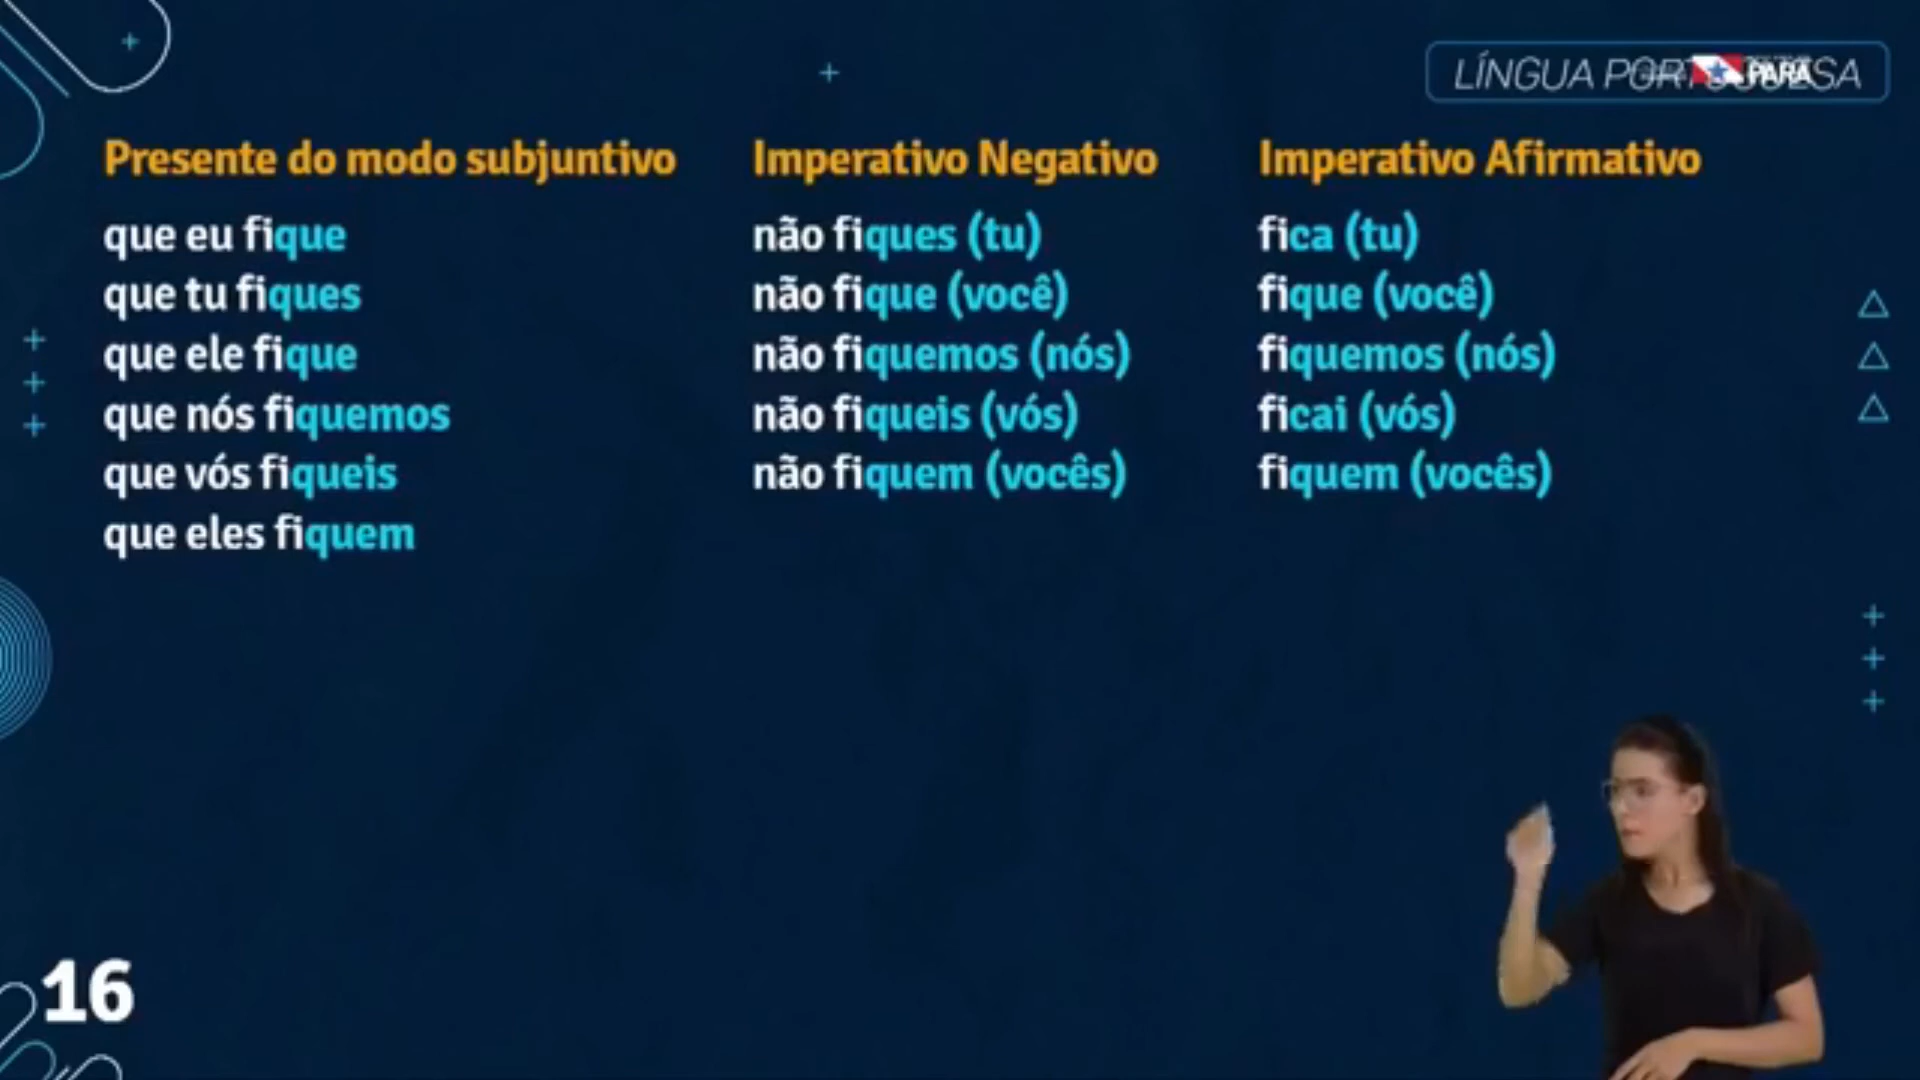 LÍNGUA PORTUGUESA
PARÁ
Presente do modo subjuntivo
que eu fique
que tu fiques
que ele fique
que nós fiquemos
que vós fiqueis
que eles fiquem
Imperativo Negativo
não fiques (tu)
não fique (você)
não fiquemos (nós)
não fiqueis (vós)
não fiquem (vocês)
Imperativo Afirmativo
fica (tu)
fique (você)
fiquemos (nós)
ficai (vós)
fiquem (vocês)
16